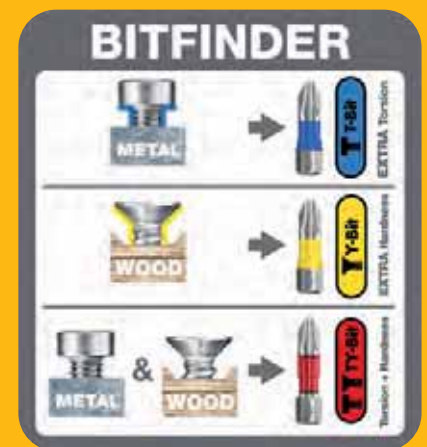 BITFINDER
METAL
T-Bit
EXTRA Torsion
WOOD
Y-Bit
EXTRA Hardness
METAL
&
WOOD
TY-Bit
Torsion + Hardness